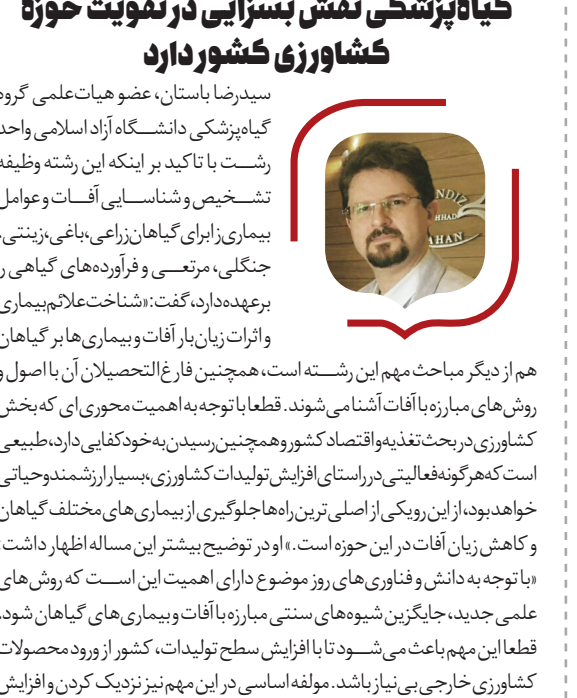 گیاه‌پزشکی نقش بسزایی در تقویت حوزه
کشاورزی کشور دارد
سیدرضا باستان، عضو هیات‌علمی گروه
گیاه‌پزشکی دانشگاه آزاد اسلامی واحد
رشت با تاکید بر اینکه این رشته وظیفه
تشخیص و شناسایی آفات و عوامل
بیماری‌زا برای گیاهان زراعی، باغی، زینتی،
جنگلی، مرتعی و فرآورده‌های گیاهی ر
برعهده دارد، گفت: «شناخت علائم بیماری
و اثرات زیان‌بار آفات و بیماری‌ها بر گیاهان
هم از دیگر مباحث مهم این رشته است، همچنین فارغ‌التحصیلان آن با اصول و
روش‌های مبارزه با آفات آشنا می‌شوند. قطعا با توجه به اهمیت محوری ای که بخش
کشاورزی در بحث تغذیه و اقتصاد کشور و همچنین رسیدن به خودکفایی دارد، طبیعی
است که هرگونه فعالیتی در راستای افزایش تولیدات کشاورزی، بسیار ارزشمند و حیاتی
خواهد بود، از این رو یکی از اصلی‌ترین راه‌ها جلوگیری از بیماری‌های مختلف گیاهان
و کاهش زیان آفات در این حوزه است.» او در توضیح بیشتر این مساله اظهار داشت:
«با توجه به دانش و فناوری‌های روز موضوع دارای اهمیت این است که روش‌های
علمی جدید، جایگزین شیوه‌های سنتی مبارزه با آفات و بیماری‌های گیاهان شود.
قطعا این مهم باعث می‌شود تا با افزایش سطح تولیدات، کشور از ورود محصولات
کشاورزی خارجی بی‌نیاز باشد. مولفه اساسی در این مهم نیز نزدیک کردن و افزایش